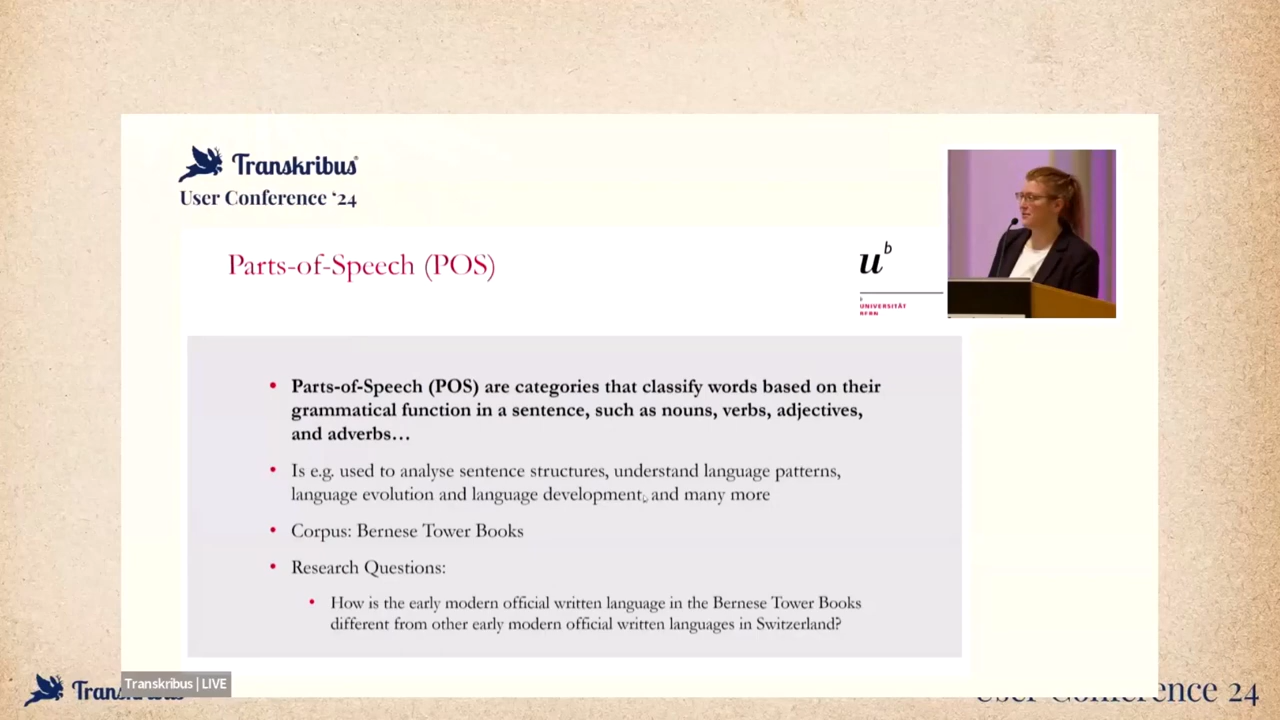 Transkribus
User Conference ‘24
Parts-of-Speech (POS)
u b
b
UNIVERSITÄT
BERN
• Parts-of-Speech (POS) are categories that classify words based on their
grammatical function in a sentence, such as nouns, verbs, adjectives,
and adverbs…
• Is e.g. used to analyse sentence structures, understand language patterns,
language evolution and language development, and many more
• Corpus: Bernese Tower Books
• Research Questions:
• How is the early modern official written language in the Bernese Tower Books
different from other early modern official written languages in Switzerland?
Transkribus | LIVE
User Conference 24